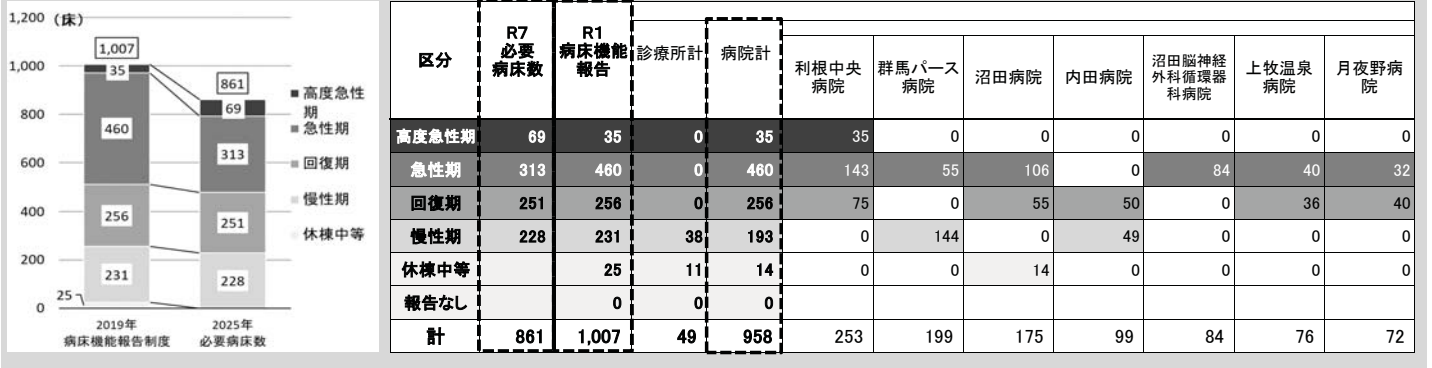 1,200 (床)
1,007
1,000
35
861
800
69
460
313
600
400
256
251
200
231
228
25
0
2019年
病床機能報告制度
2025年
必要病床数
■高度急性
期
■急性期
■回復期
慢性期
休棟中等
区分 R7 必要 病床数 R1 病床機能 報告 診療所計 病院計 利根中央 病院 群馬パース 病院 沼田病院 内田病院 沼田脳神経 外科循環器 科病院 上牧温泉 病院 月夜野病 院
高度急性期 69 35 0 35 35 0 0 0 0 0 0
急性期 313 460 0 460 143 55 106 0 84 40 32
回復期 251 256 0 256 75 0 55 50 0 36 40
慢性期 228 231 38 193 0 144 0 49 0 0 0
休棟中等 25 11 14 0 0 14 0 0 0 0
報告なし 0 0 0
計 861 1,007 49 958 253 199 175 99 84 76 72